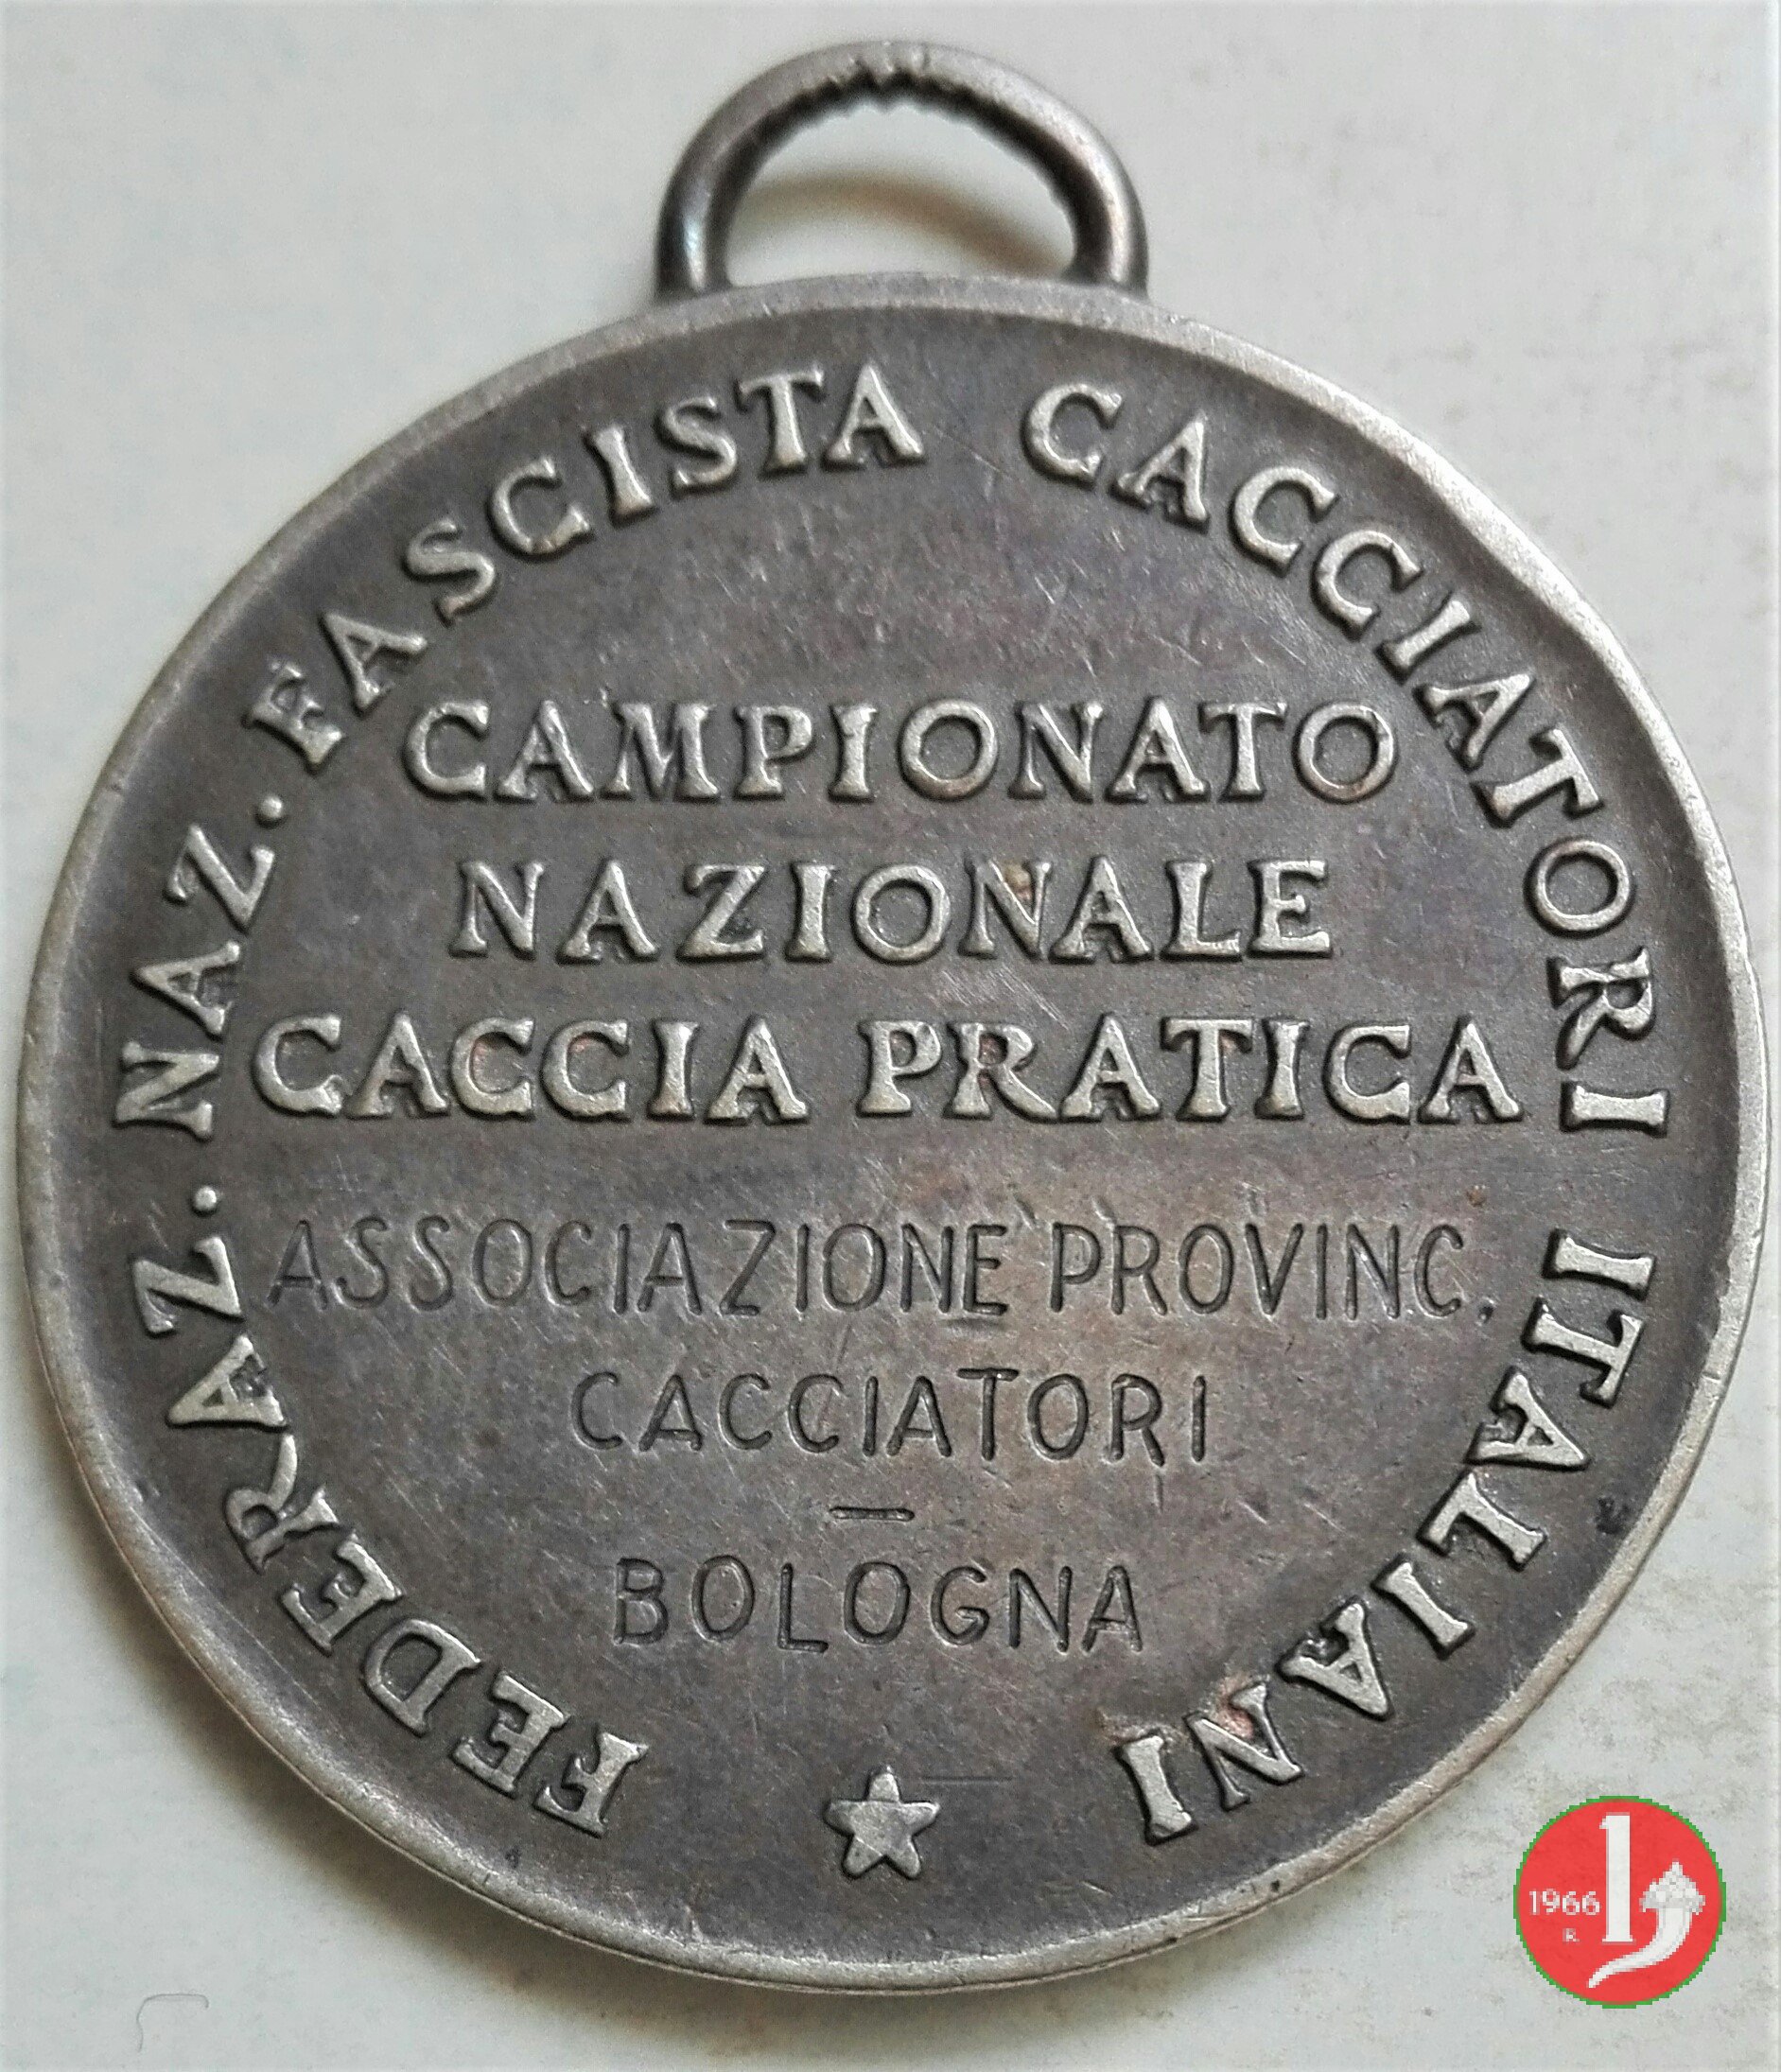 FEDERAZ. NAZ. FASCISTA CACCIATORI ITALIANI
CAMPIONATO
NAZIONALE
CACCIA PRATICA
ASSOCIAZIONE PROVINC.
CACCIATORI
—
BOLOGNA
1966
R.